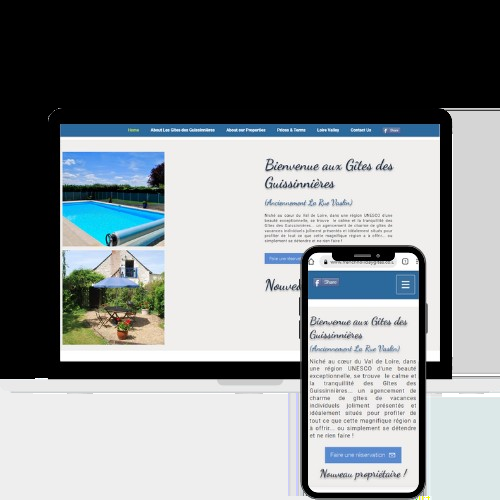 Home About Les Gîtes des Guissinnières About our Properties Prices & Terms Loire Valley Contact Us Share
Bienvenue aux Gîtes des
Guissinnières
(Anciennement La Rue Vaslin)
Niché au cœur du Val de Loire, dans une région UNESCO d'une
beauté exceptionnelle, se trouve le calme et la tranquillité des
Gîtes des Guissinières... un agencement de charme de gîtes de
vacances individuels joliment présentés et idéalement situés pour
profiter de tout ce que cette magnifique région a à offrir... ou
simplement se détendre et ne rien faire !
Faire une réservation
Nouveau
Share
Bienvenue aux Gîtes des
Guissinnières
(Anciennement La Rue Vaslin)
Niché au cœur du Val de Loire, dans
une région UNESCO d'une beauté
exceptionnelle, se trouve le calme et
la tranquillité des Gîtes des
Guissinières... un agencement de
charme de gîtes de vacances
individuels joliment présentés et
idéalement situés pour profiter de
tout ce que cette magnifique région a
à offrir... ou simplement se détendre
et ne rien faire !
Faire une réservation
Nouveau propriétaire !